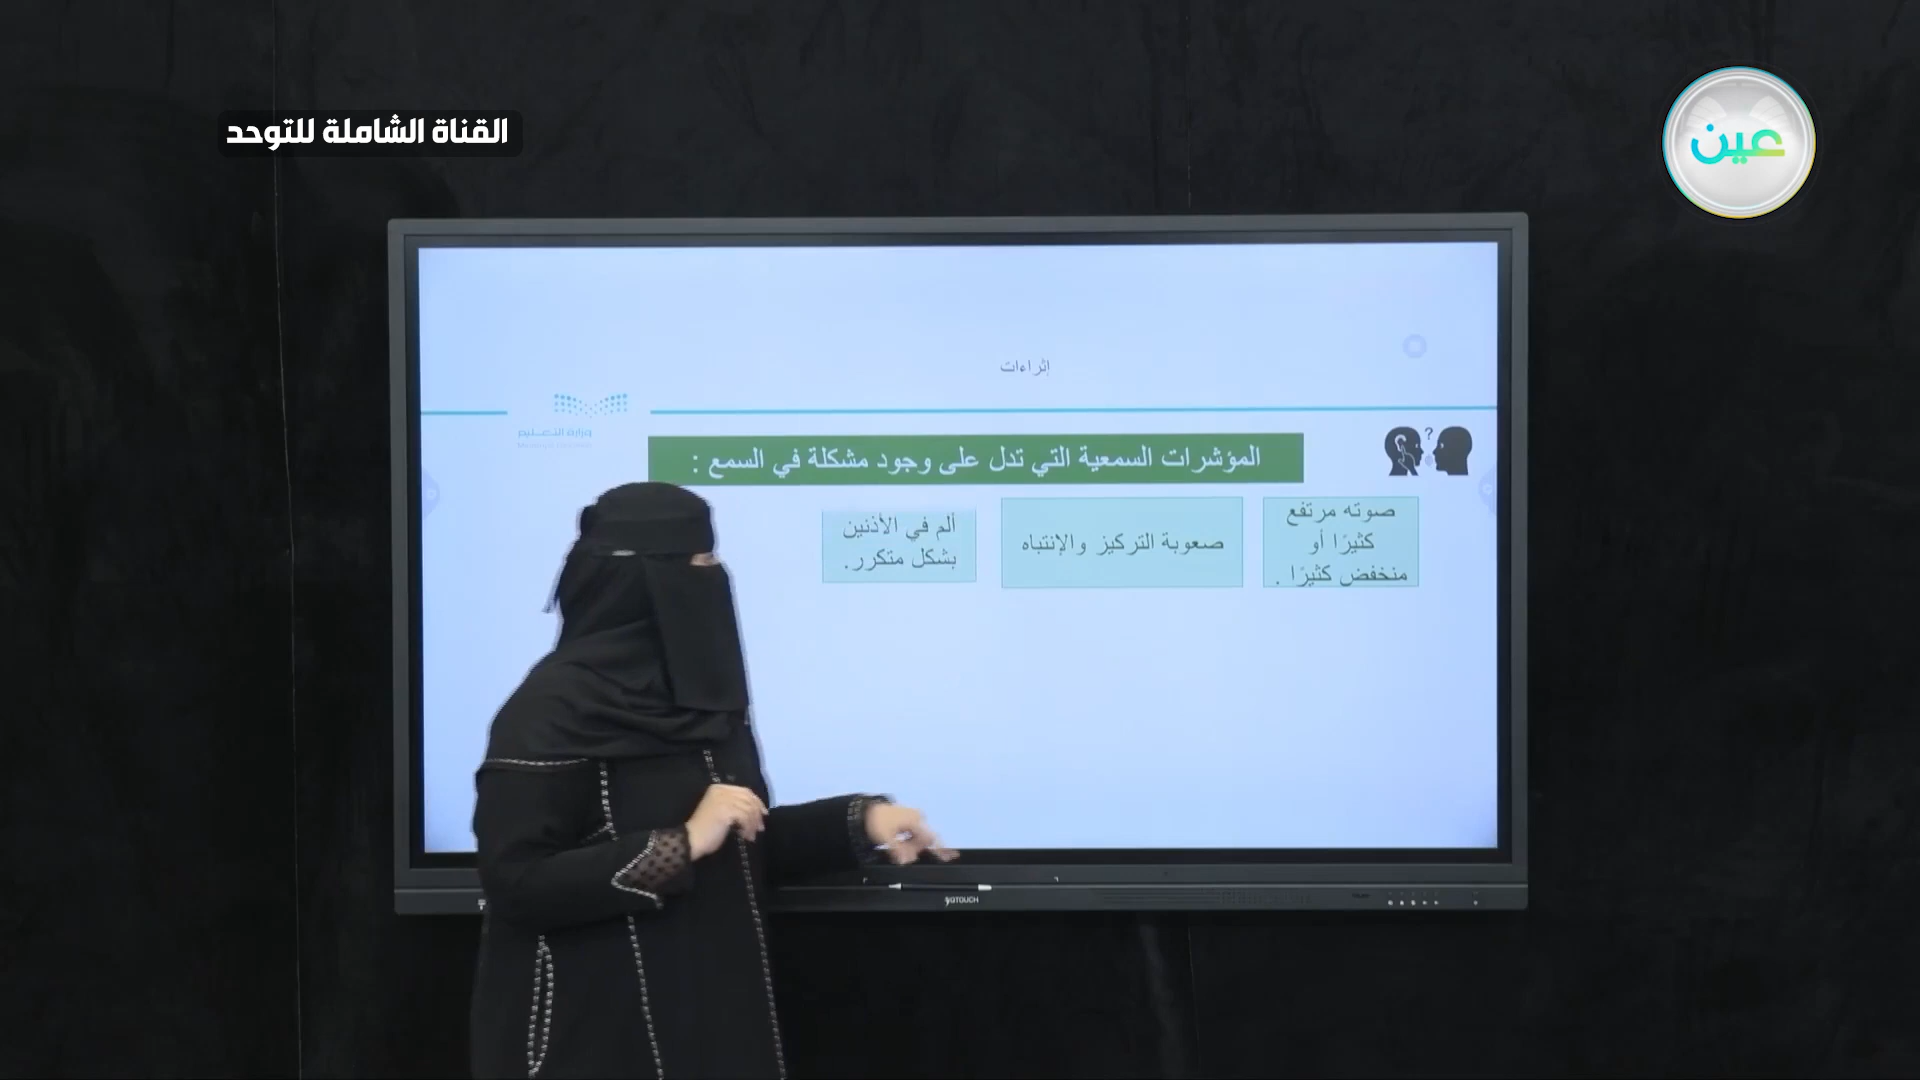 القناة الشاملة للتوحد
عين
إثراءات
وزارة التعليم
المؤشرات السمعية التي تدل على وجود مشكلة في السمع :
صوته مرتفع
كثيرًا أو
منخفض كثيرًا .
صعوبة التركيز والإنتباه
ألم في الأذنين
بشكل متكرر.
?